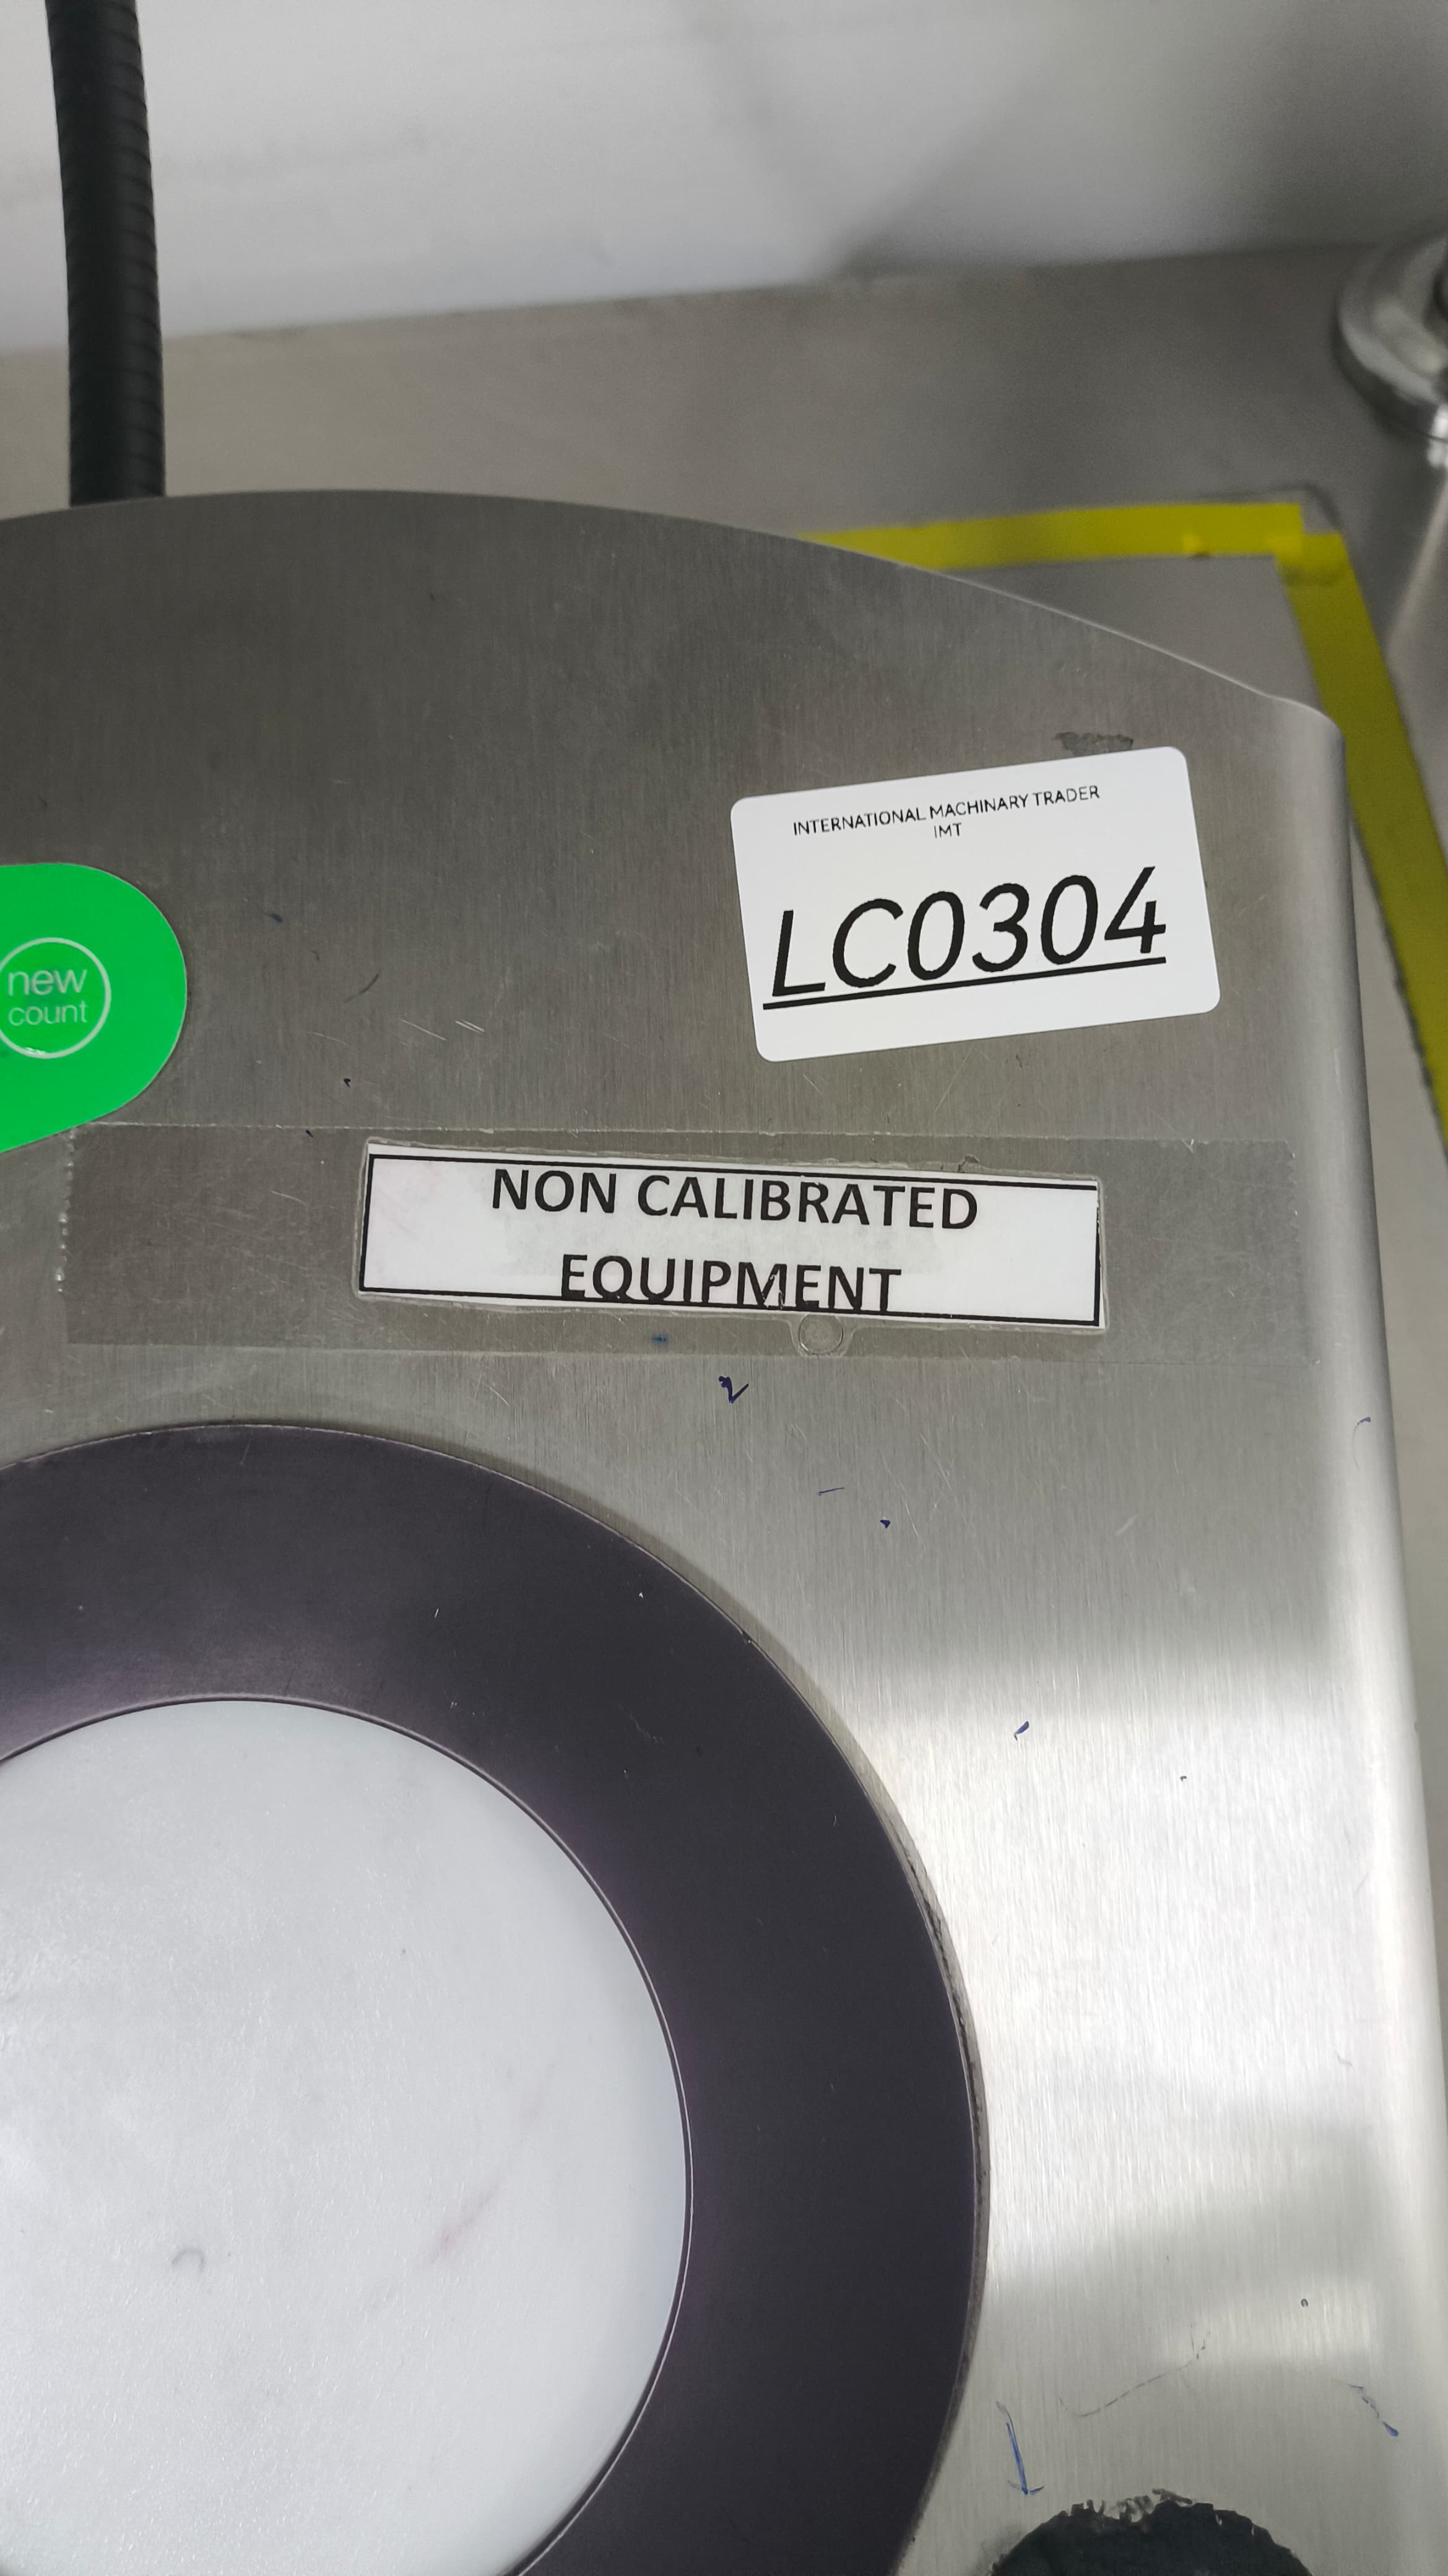 INTERNATIONAL MACHINARY TRADER
IMT
LC0304
new
count
NON CALIBRATED
EQUIPMENT